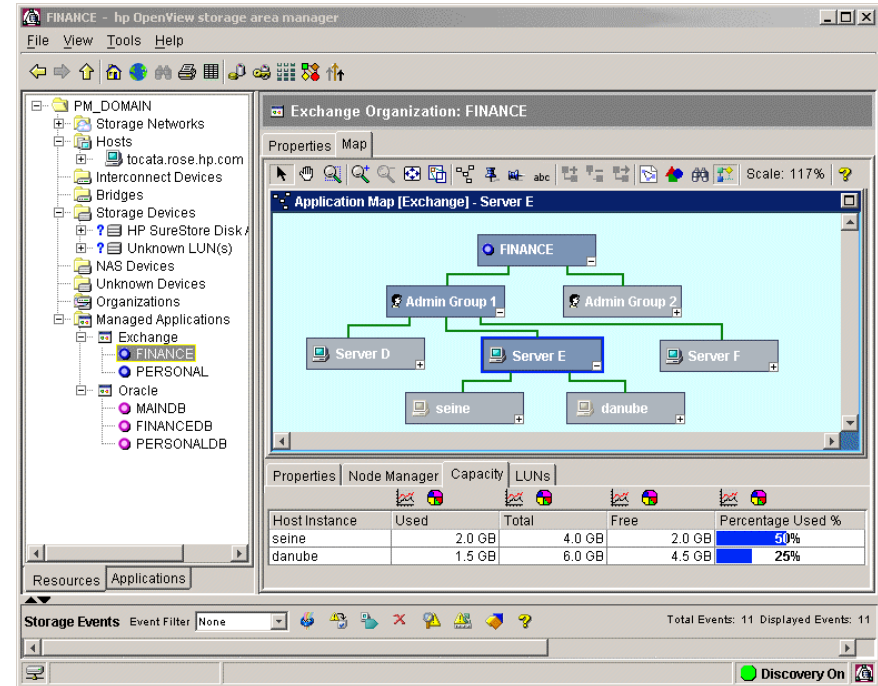 FINANCE - hp OpenView storage area manager
File View Tools Help
PM_DOMAIN
Storage Networks
Hosts
tocata.rose.hp.com
Interconnect Devices
Bridges
Storage Devices
? HP SureStore Disk
? Unknown LUN(s)
NAS Devices
Unknown Devices
Organizations
Managed Applications
Exchange
FINANCE
PERSONAL
Oracle
MAINDB
FINANCEDB
PERSONALDB
Resources Applications
Exchange Organization: FINANCE
Properties Map
abc Scale: 117% ?
Application Map [Exchange] - Server E
FINANCE
Admin Group 1 Admin Group 2
Server D Server E Server F
seine danube
Properties Node Manager Capacity LUNs
Host Instance Used Total Free Percentage Used %
seine 2.0 GB 4.0 GB 2.0 GB 50%
danube 1.5 GB 6.0 GB 4.5 GB 25%
Storage Events Event Filter None ? Total Events: 11 Displayed Events: 11
Discovery On